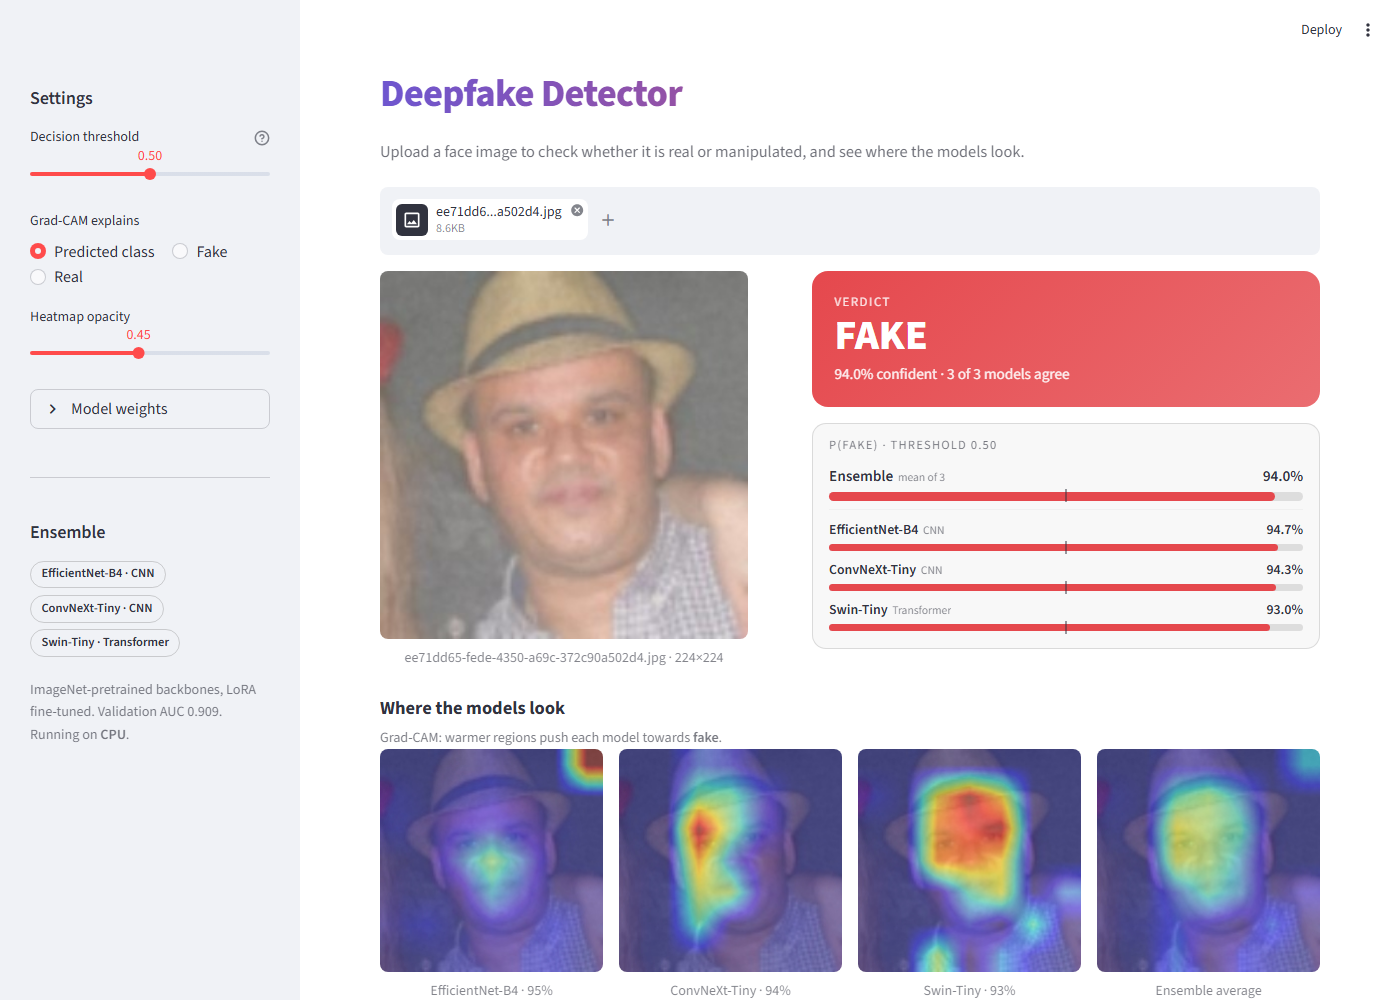 Deploy
Settings
Decision threshold
0.50
Grad-CAM explains
Predicted class
Fake
Real
Heatmap opacity
0.45
Model weights
Ensemble
EfficientNet-B4 · CNN
ConvNeXt-Tiny · CNN
Swin-Tiny · Transformer
ImageNet-pretrained backbones, LoRA
fine-tuned. Validation AUC 0.909.
Running on CPU.
Deepfake Detector
Upload a face image to check whether it is real or manipulated, and see where the models look.
ee71dd6...a502d4.jpg
8.6KB
ee71dd65-fede-4350-a69c-372c90a502d4.jpg · 224×224
VERDICT
FAKE
94.0% confident · 3 of 3 models agree
P(FAKE) · THRESHOLD 0.50
Ensemble mean of 3 94.0%
EfficientNet-B4 CNN 94.7%
ConvNeXt-Tiny CNN 94.3%
Swin-Tiny Transformer 93.0%
Where the models look
Grad-CAM: warmer regions push each model towards fake.
EfficientNet-B4 · 95%
ConvNeXt-Tiny · 94%
Swin-Tiny · 93%
Ensemble average